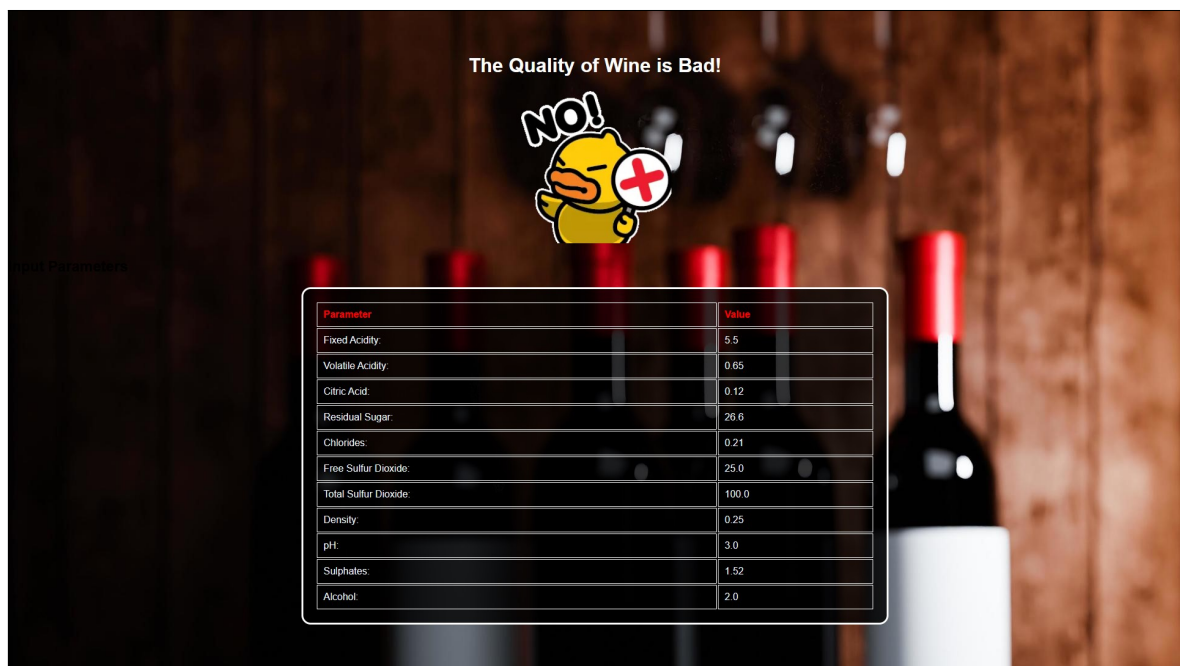 The Quality of Wine is Bad!
NO!
Input Parameters
Parameter Value
Fixed Acidity: 5.5
Volatile Acidity: 0.65
Citric Acid: 0.12
Residual Sugar: 26.6
Chlorides: 0.21
Free Sulfur Dioxide: 25.0
Total Sulfur Dioxide: 100.0
Density: 0.25
pH: 3.0
Sulphates: 1.52
Alcohol: 2.0